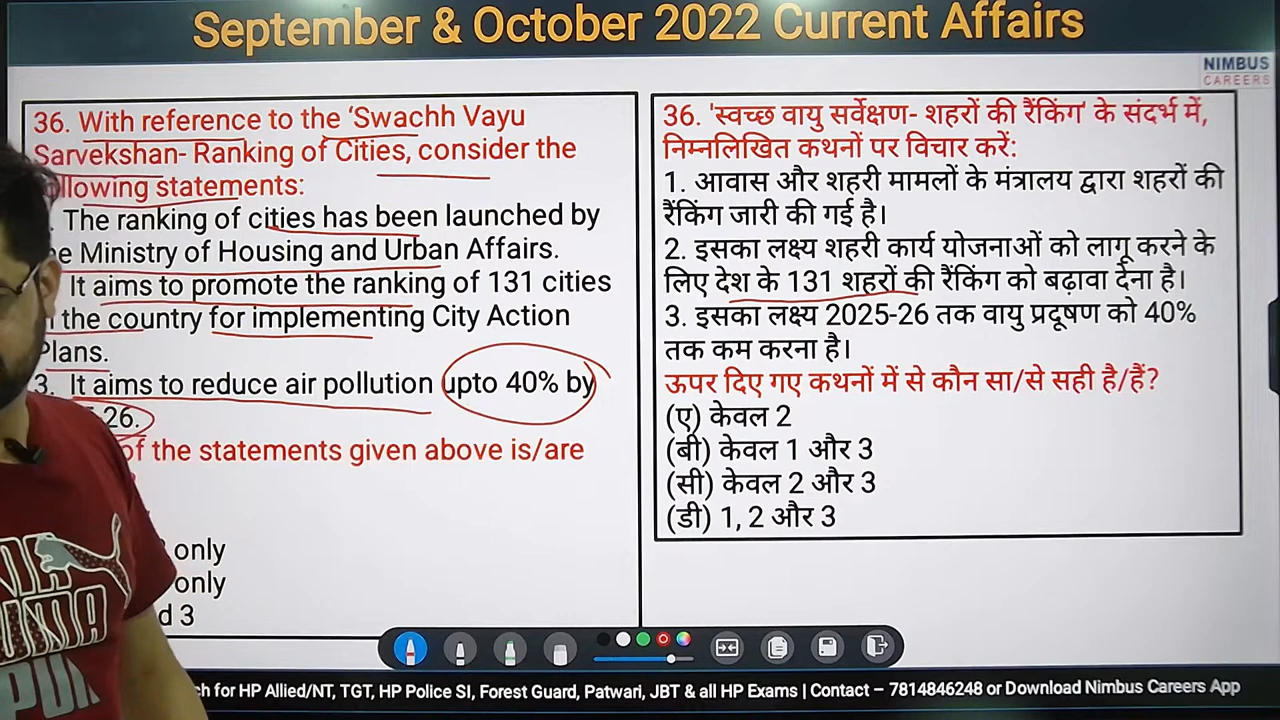 September & October 2022 Current Affairs
NIMBUS
CAREERS
36. With reference to the ‘Swachh Vayu
Sarvekshan- Ranking of Cities, consider the
llowing statements:
The ranking of cities has been launched by
e Ministry of Housing and Urban Affairs.
It aims to promote the ranking of 131 cities
the country for implementing City Action
Plans.
3. It aims to reduce air pollution upto 40% by
26.
of the statements given above is/are
only
only
d 3
36. 'स्वच्छ वायु सर्वेक्षण- शहरों की रैंकिंग' के संदर्भ में,
निम्नलिखित कथनों पर विचार करें:
1. आवास और शहरी मामलों के मंत्रालय द्वारा शहरों की
रैंकिंग जारी की गई है।
2. इसका लक्ष्य शहरी कार्य योजनाओं को लागू करने के
लिए देश के 131 शहरों की रैंकिंग को बढ़ावा देना है।
3. इसका लक्ष्य 2025-26 तक वायु प्रदूषण को 40%
तक कम करना है।
ऊपर दिए गए कथनों में से कौन सा/से सही है/हैं?
(ए) केवल 2
(बी) केवल 1 और 3
(सी) केवल 2 और 3
(डी) 1, 2 और 3
ch for HP Allied/NT, TGT, HP Police SI, Forest Guard, Patwari, JBT & all HP Exams | Contact – 7814846248 or Download Nimbus Careers App